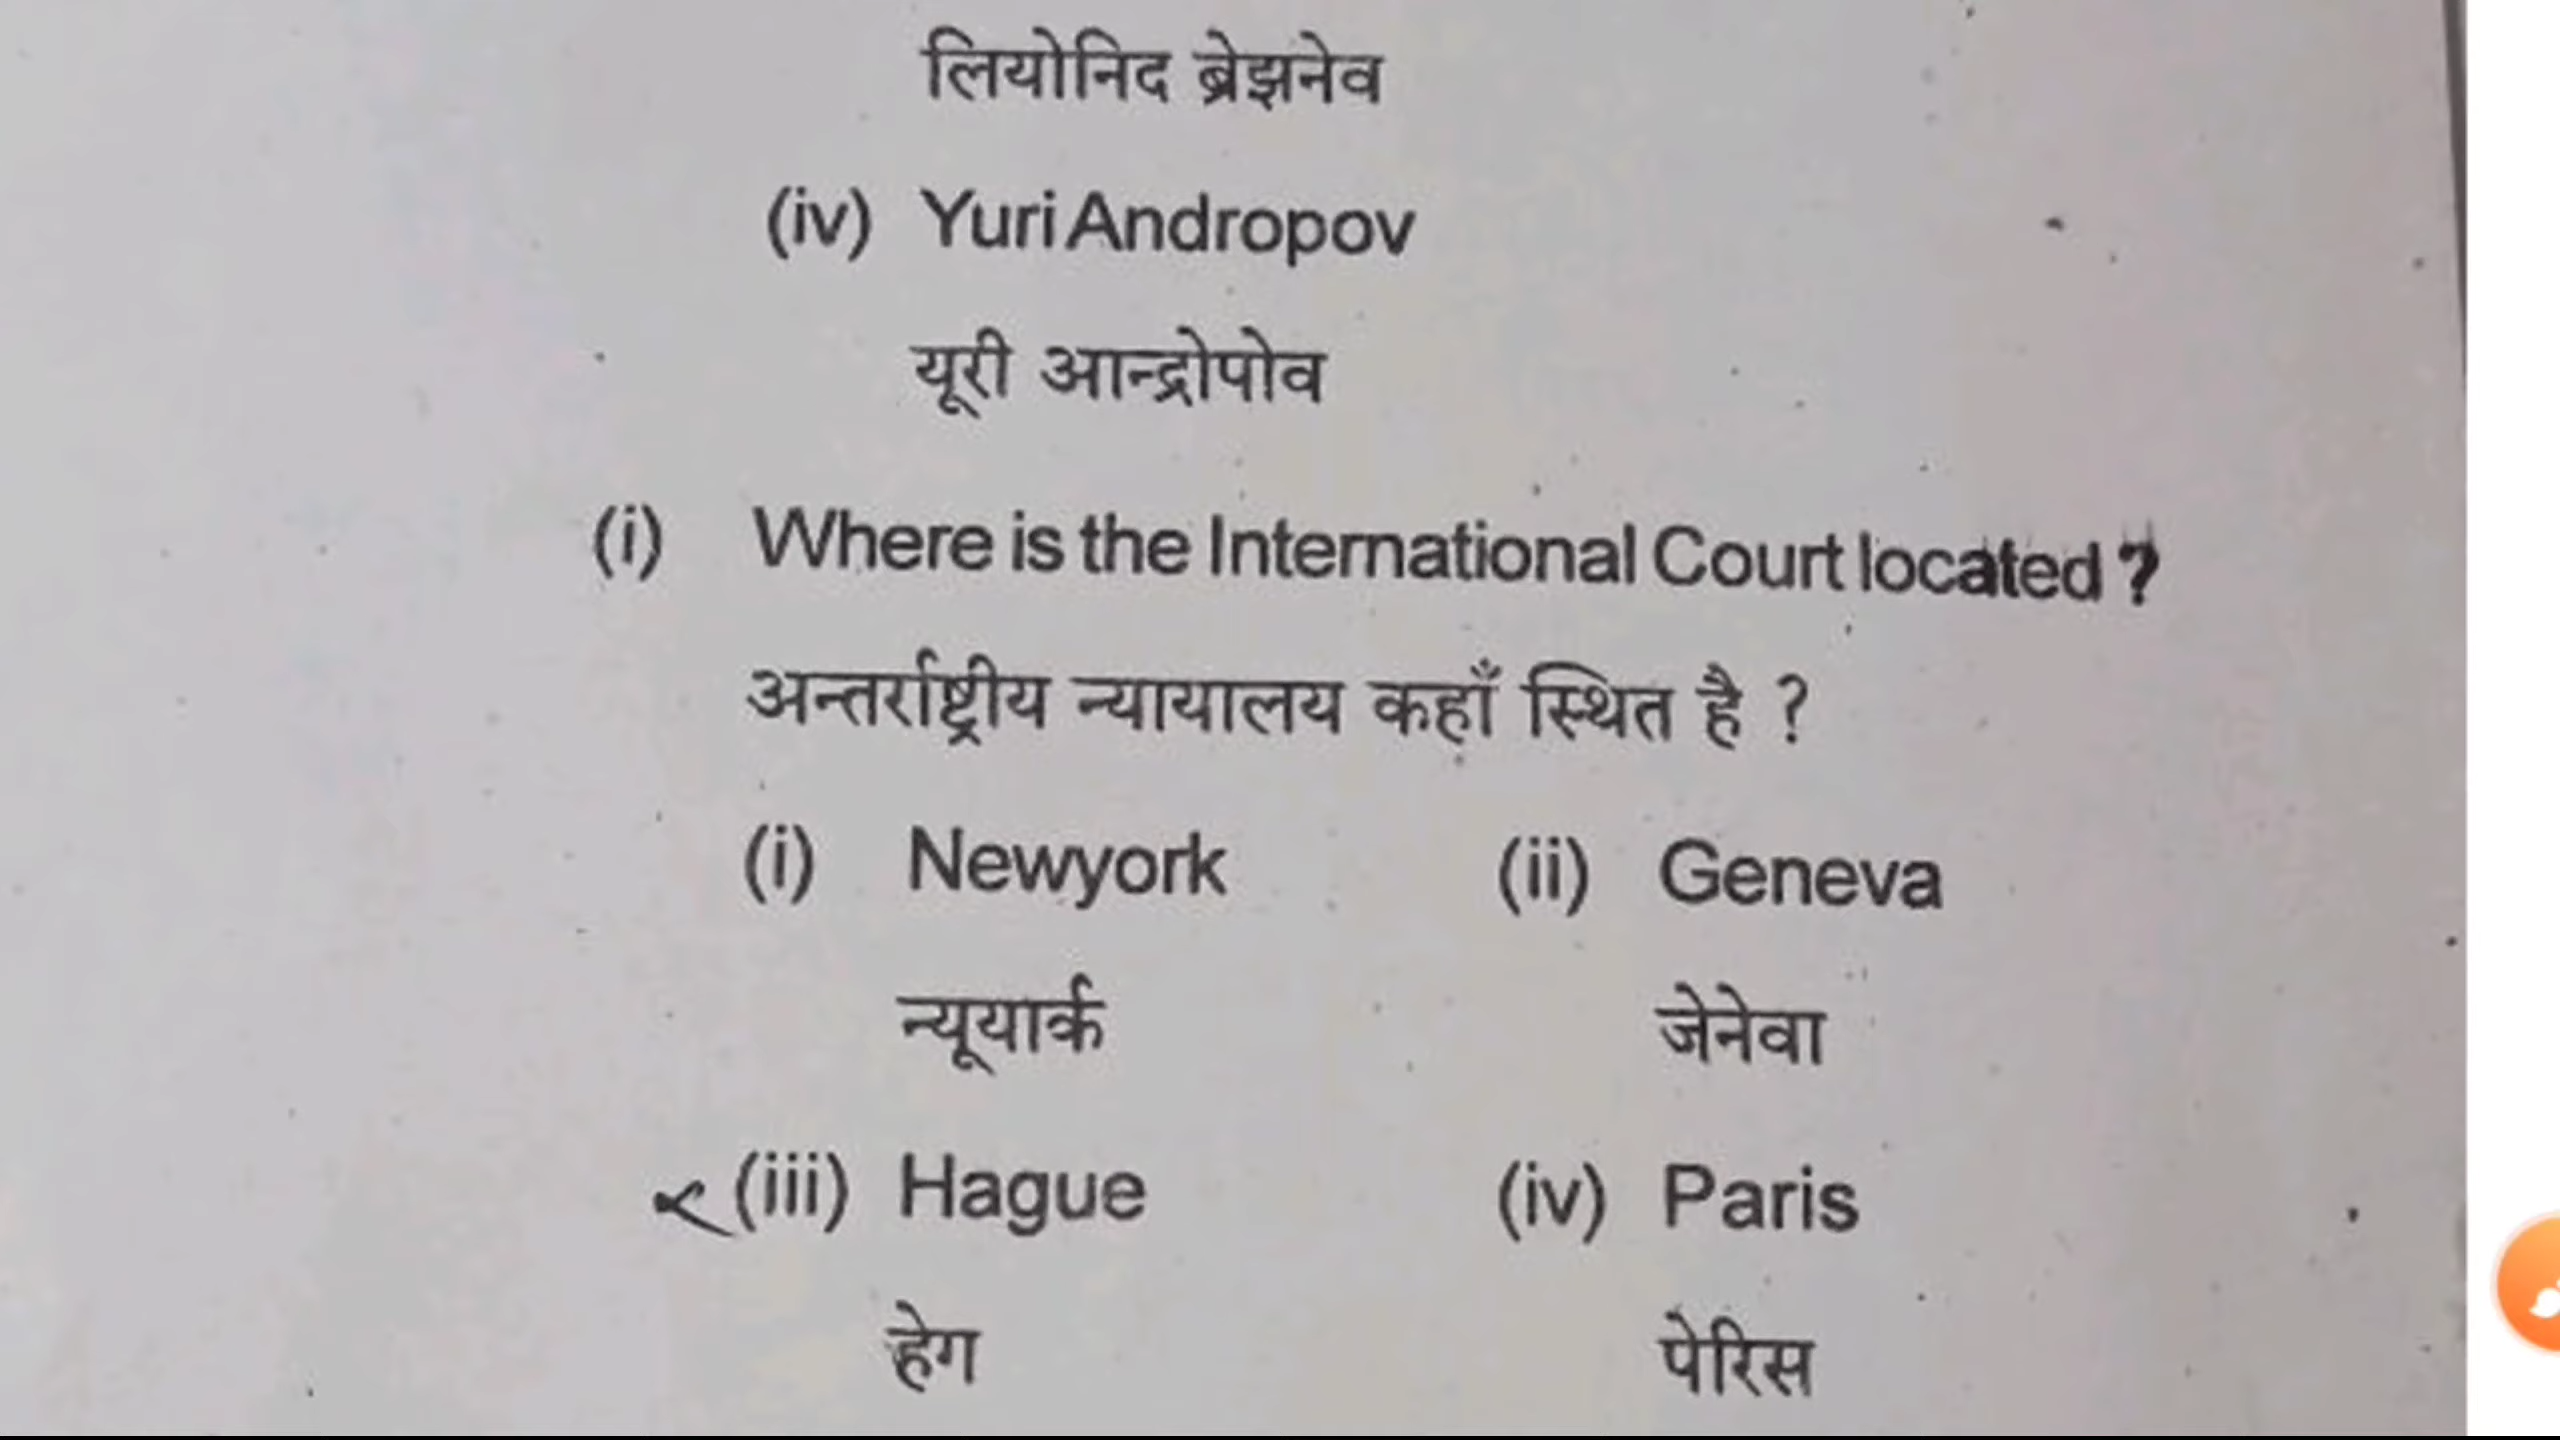 लियोनिद ब्रेझनेव
(iv) Yuri Andropov
यूरी आन्द्रोपोव
(i) Where is the International Court located ?
अन्तर्राष्ट्रीय न्यायालय कहाँ स्थित है ?
(i) Newyork (ii) Geneva
न्यूयार्क जेनेवा
(iii) Hague (iv) Paris
हेग पेरिस